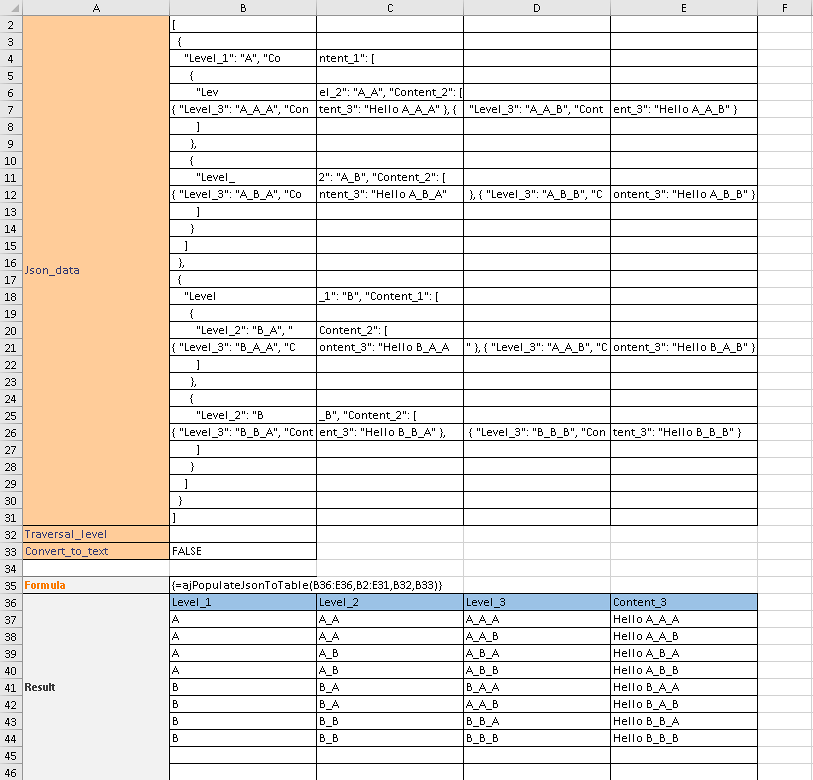 A B C D E F
2 [
3 {
4 "Level_1": "A", "Co ntent_1": [
5 {
6 "Lev el_2": "A_A", "Content_2": [
7 { "Level_3": "A_A_A", "Con tent_3": "Hello A_A_A" }, { "Level_3": "A_A_B", "Cont ent_3": "Hello A_A_B" }
8 ]
9 },
10 {
11 "Level_ 2": "A_B", "Content_2": [
12 { "Level_3": "A_B_A", "Co ntent_3": "Hello A_B_A" }, { "Level_3": "A_B_B", "C ontent_3": "Hello A_B_B" }
13 ]
14 }
15 ]
16 },
Json_data
17 {
18 "Level _1": "B", "Content_1": [
19 {
20 "Level_2": "B_A", " Content_2": [
21 { "Level_3": "B_A_A", "C ontent_3": "Hello B_A_A " }, { "Level_3": "A_A_B", "C ontent_3": "Hello B_A_B" }
22 ]
23 },
24 {
25 "Level_2": "B _B", "Content_2": [
26 { "Level_3": "B_B_A", "Cont ent_3": "Hello B_B_A" }, { "Level_3": "B_B_B", "Con tent_3": "Hello B_B_B" }
27 ]
28 }
29 ]
30 }
31 ]
32 Traversal_level
33 Convert_to_text FALSE
34
35 Formula {=ajPopulateJsonToTable(B36:E36,B2:E31,B32,B33)}
36 Level_1 Level_2 Level_3 Content_3
37 A A_A A_A_A Hello A_A_A
38 A A_A A_A_B Hello A_A_B
39 A A_B A_B_A Hello A_B_A
40 A A_B A_B_B Hello A_B_B
41 Result B B_A B_A_A Hello B_A_A
42 B B_A A_A_B Hello B_A_B
43 B B_B B_B_A Hello B_B_A
44 B B_B B_B_B Hello B_B_B
45
46